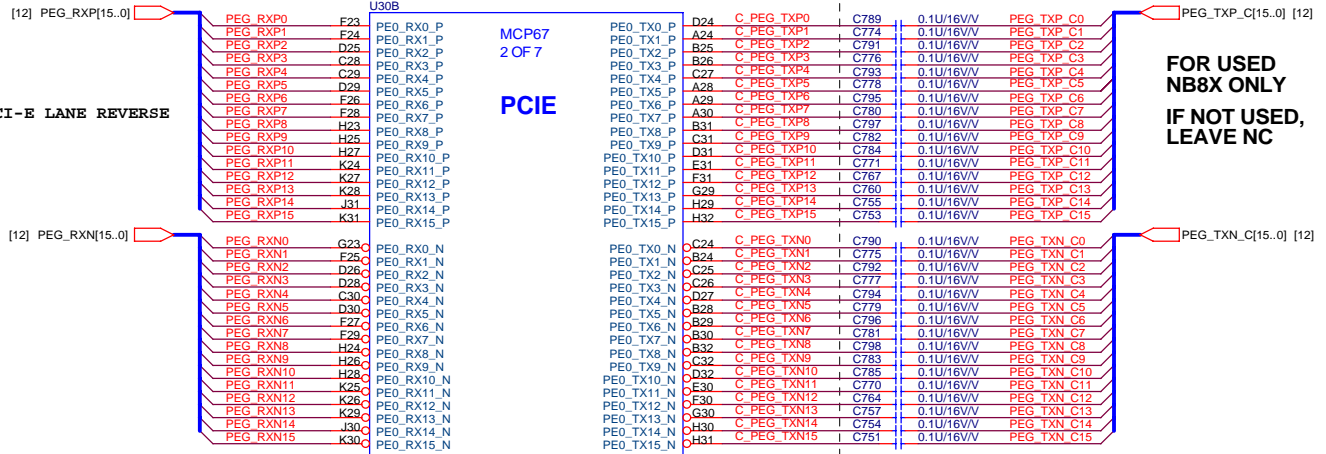 U30B
[12] PEG_RXP[15..0]
PEG_TXP_C[15..0] [12]
MCP67
2 OF 7
PCIE
FOR USED
NB8X ONLY
IF NOT USED,
LEAVE NC
CI-E LANE REVERSE
PEG_RXP0 F23 PE0_RX0_P PE0_TX0_P D24 C_PEG_TXP0 C789 0.1U/16V/V PEG_TXP_C0
PEG_RXP1 F24 PE0_RX1_P PE0_TX1_P A24 C_PEG_TXP1 C774 0.1U/16V/V PEG_TXP_C1
PEG_RXP2 D25 PE0_RX2_P PE0_TX2_P B25 C_PEG_TXP2 C791 0.1U/16V/V PEG_TXP_C2
PEG_RXP3 C28 PE0_RX3_P PE0_TX3_P B26 C_PEG_TXP3 C776 0.1U/16V/V PEG_TXP_C3
PEG_RXP4 C29 PE0_RX4_P PE0_TX4_P C27 C_PEG_TXP4 C793 0.1U/16V/V PEG_TXP_C4
PEG_RXP5 D29 PE0_RX5_P PE0_TX5_P A28 C_PEG_TXP5 C778 0.1U/16V/V PEG_TXP_C5
PEG_RXP6 F26 PE0_RX6_P PE0_TX6_P A29 C_PEG_TXP6 C795 0.1U/16V/V PEG_TXP_C6
PEG_RXP7 F28 PE0_RX7_P PE0_TX7_P A30 C_PEG_TXP7 C780 0.1U/16V/V PEG_TXP_C7
PEG_RXP8 H23 PE0_RX8_P PE0_TX8_P B31 C_PEG_TXP8 C797 0.1U/16V/V PEG_TXP_C8
PEG_RXP9 H25 PE0_RX9_P PE0_TX9_P C31 C_PEG_TXP9 C782 0.1U/16V/V PEG_TXP_C9
PEG_RXP10 H27 PE0_RX10_P PE0_TX10_P D31 C_PEG_TXP10 C784 0.1U/16V/V PEG_TXP_C10
PEG_RXP11 K24 PE0_RX11_P PE0_TX11_P E31 C_PEG_TXP11 C771 0.1U/16V/V PEG_TXP_C11
PEG_RXP12 K27 PE0_RX12_P PE0_TX12_P F31 C_PEG_TXP12 C767 0.1U/16V/V PEG_TXP_C12
PEG_RXP13 K28 PE0_RX13_P PE0_TX13_P G29 C_PEG_TXP13 C760 0.1U/16V/V PEG_TXP_C13
PEG_RXP14 J31 PE0_RX14_P PE0_TX14_P H29 C_PEG_TXP14 C755 0.1U/16V/V PEG_TXP_C14
PEG_RXP15 K31 PE0_RX15_P PE0_TX15_P H32 C_PEG_TXP15 C753 0.1U/16V/V PEG_TXP_C15
[12] PEG_RXN[15..0]
PEG_TXN_C[15..0] [12]
PEG_RXN0 G23 PE0_RX0_N PE0_TX0_N C24 C_PEG_TXN0 C790 0.1U/16V/V PEG_TXN_C0
PEG_RXN1 F25 PE0_RX1_N PE0_TX1_N B24 C_PEG_TXN1 C775 0.1U/16V/V PEG_TXN_C1
PEG_RXN2 D26 PE0_RX2_N PE0_TX2_N C25 C_PEG_TXN2 C792 0.1U/16V/V PEG_TXN_C2
PEG_RXN3 D28 PE0_RX3_N PE0_TX3_N C26 C_PEG_TXN3 C777 0.1U/16V/V PEG_TXN_C3
PEG_RXN4 C30 PE0_RX4_N PE0_TX4_N D27 C_PEG_TXN4 C794 0.1U/16V/V PEG_TXN_C4
PEG_RXN5 D30 PE0_RX5_N PE0_TX5_N B28 C_PEG_TXN5 C779 0.1U/16V/V PEG_TXN_C5
PEG_RXN6 F27 PE0_RX6_N PE0_TX6_N B29 C_PEG_TXN6 C796 0.1U/16V/V PEG_TXN_C6
PEG_RXN7 F29 PE0_RX7_N PE0_TX7_N B30 C_PEG_TXN7 C781 0.1U/16V/V PEG_TXN_C7
PEG_RXN8 H24 PE0_RX8_N PE0_TX8_N B32 C_PEG_TXN8 C798 0.1U/16V/V PEG_TXN_C8
PEG_RXN9 H26 PE0_RX9_N PE0_TX9_N C32 C_PEG_TXN9 C783 0.1U/16V/V PEG_TXN_C9
PEG_RXN10 H28 PE0_RX10_N PE0_TX10_N D32 C_PEG_TXN10 C785 0.1U/16V/V PEG_TXN_C10
PEG_RXN11 K25 PE0_RX11_N PE0_TX11_N E30 C_PEG_TXN11 C770 0.1U/16V/V PEG_TXN_C11
PEG_RXN12 K26 PE0_RX12_N PE0_TX12_N F30 C_PEG_TXN12 C764 0.1U/16V/V PEG_TXN_C12
PEG_RXN13 K29 PE0_RX13_N PE0_TX13_N G30 C_PEG_TXN13 C757 0.1U/16V/V PEG_TXN_C13
PEG_RXN14 J30 PE0_RX14_N PE0_TX14_N H30 C_PEG_TXN14 C754 0.1U/16V/V PEG_TXN_C14
PEG_RXN15 K30 PE0_RX15_N PE0_TX15_N H31 C_PEG_TXN15 C751 0.1U/16V/V PEG_TXN_C15